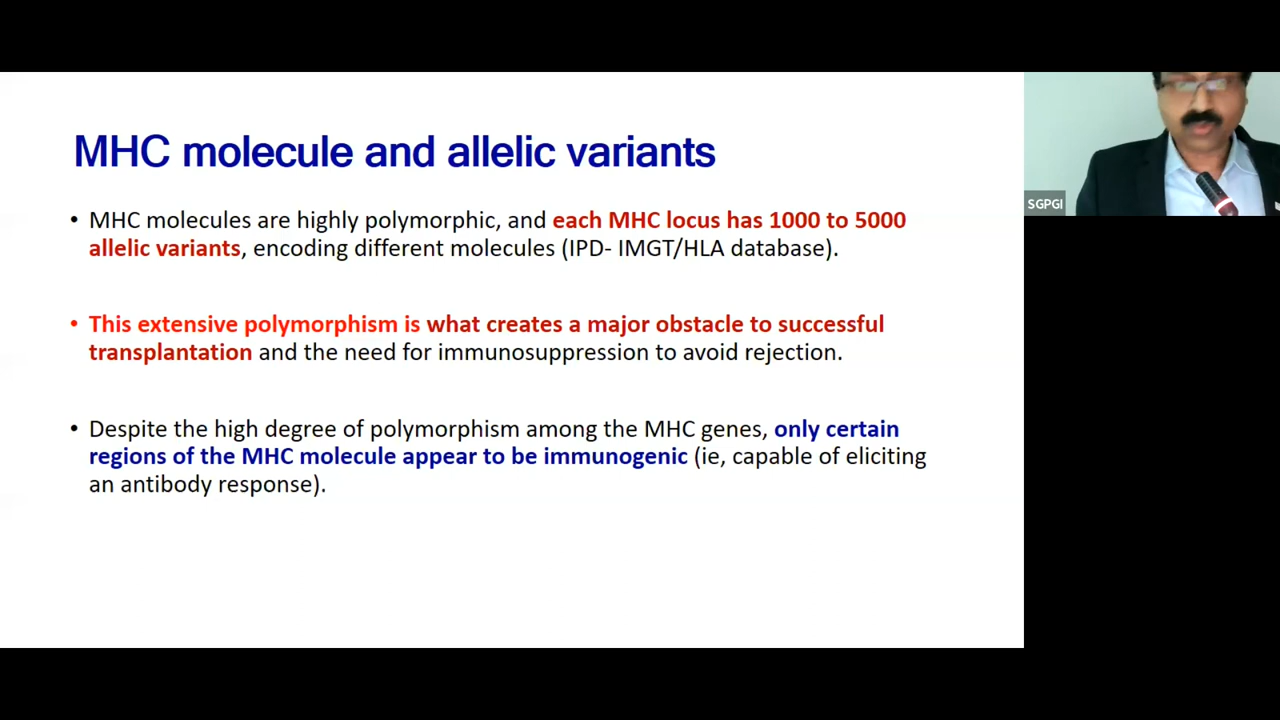 MHC molecule and allelic variants
• MHC molecules are highly polymorphic, and each MHC locus has 1000 to 5000
allelic variants, encoding different molecules (IPD- IMGT/HLA database).
• This extensive polymorphism is what creates a major obstacle to successful
transplantation and the need for immunosuppression to avoid rejection.
• Despite the high degree of polymorphism among the MHC genes, only certain
regions of the MHC molecule appear to be immunogenic (ie, capable of eliciting
an antibody response).
SGPGI